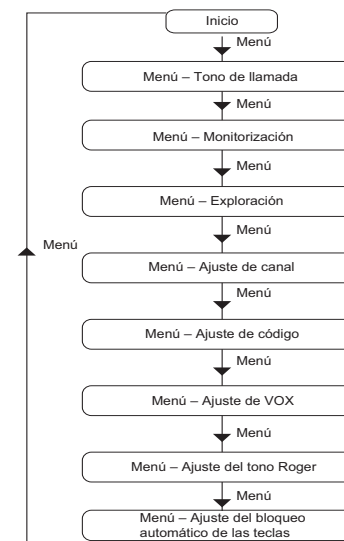 Inicio
Menú
Menú – Tono de llamada
Menú
Menú – Monitorización
Menú
Menú – Exploración
Menú
Menú
Menú – Ajuste de canal
Menú
Menú – Ajuste de código
Menú
Menú – Ajuste de VOX
Menú
Menú – Ajuste del tono Roger
Menú
Menú – Ajuste del bloqueo
automático de las teclas